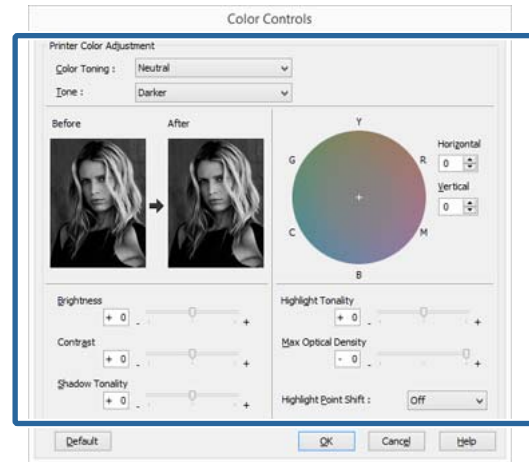 Color Controls
Printer Color Adjustment
Color Toning : Neutral
Tone : Darker
Before After
Y
G R
C M
B
Horizontal
0
Vertical
0
Brightness
+ 0 - +
Contrast
+ 0 - +
Shadow Tonality
+ 0 - +
Highlight Tonality
+ 0 - +
Max Optical Density
- 0 - +
Highlight Point Shift : Off
Default OK Cancel Help